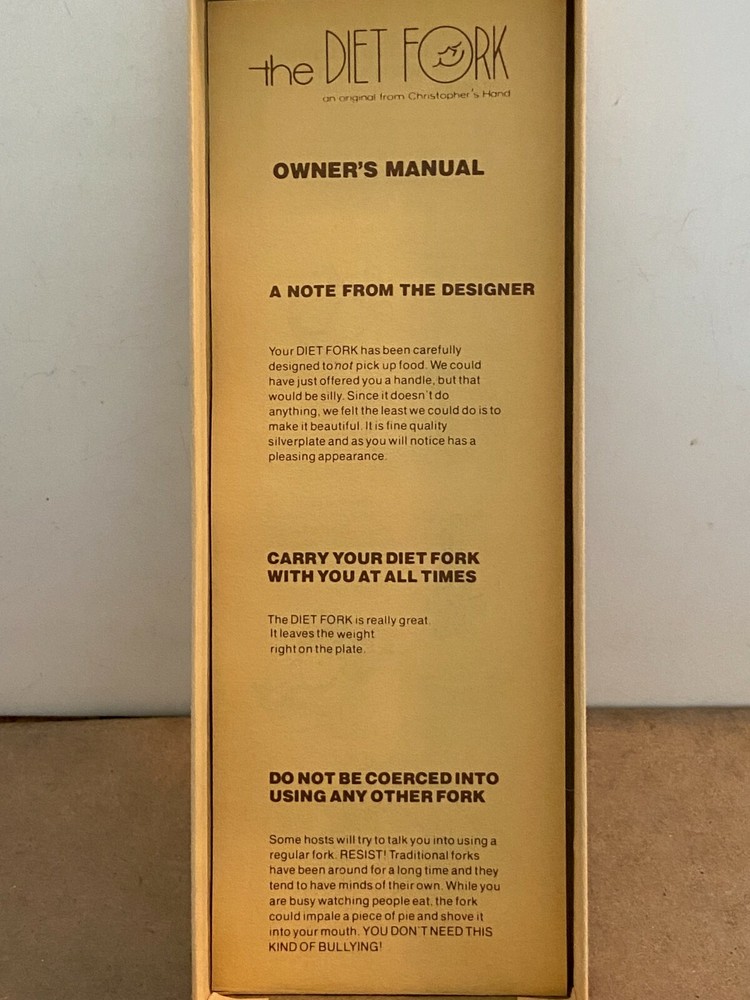 the DIET FORK
an original from Christopher's Hand
OWNER'S MANUAL
A NOTE FROM THE DESIGNER
Your DIET FORK has been carefully
designed to not pick up food. We could
have just offered you a handle, but that
would be silly. Since it doesn't do
anything, we felt the least we could do is to
make it beautiful. It is fine quality
silverplate and as you will notice has a
pleasing appearance.
CARRY YOUR DIET FORK
WITH YOU AT ALL TIMES
The DIET FORK is really great.
It leaves the weight
right on the plate.
DO NOT BE COERCED INTO
USING ANY OTHER FORK
Some hosts will try to talk you into using a
regular fork. RESIST! Traditional forks
have been around for a long time and they
tend to have minds of their own. While you
are busy watching people eat, the fork
could impale a piece of pie and shove it
into your mouth. YOU DON'T NEED THIS
KIND OF BULLYING!